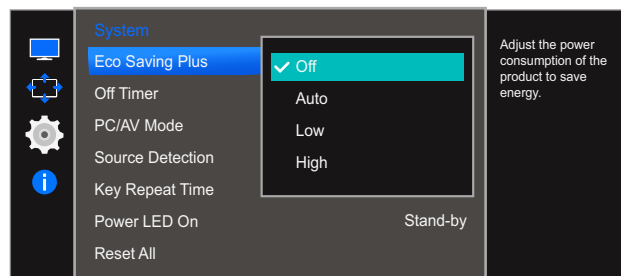 System
Eco Saving Plus
Off
Auto
Low
High
Off Timer
PC/AV Mode
Source Detection
Key Repeat Time
Power LED On Stand-by
Reset All
Adjust the power
consumption of the
product to save
energy.